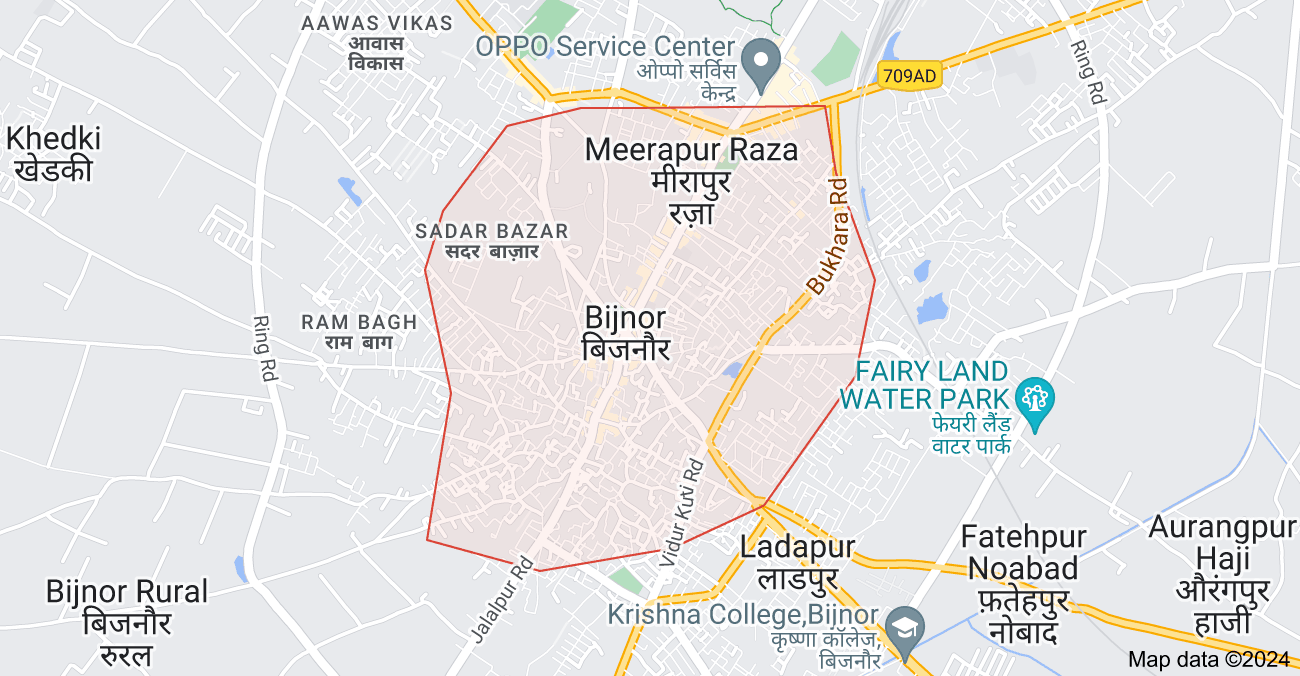 AAWAS VIKAS
आवास
विकास
OPPO Service Center
ओप्पो सर्विस
केन्द्र
709AD
Ring Rd
Khedki
खेडकी
Meerapur Raza
मीरापुर
रज़ा
Bukhara Rd
SADAR BAZAR
सदर बाज़ार
Bijnor
बिजनौर
RAM BAGH
राम बाग
Ring Rd
FAIRY LAND
WATER PARK
फेयरी लैंड
वाटर पार्क
Vidur Kuti Rd
Jalalpur Rd
Ladapur
लाडपुर
Fatehpur
Noabad
फ़तेहपुर
नोबाद
Aurangpur
Haji
औरंगपुर
हाजी
Bijnor Rural
बिजनौर
रुरल
Krishna College,Bijnor
कृष्णा कॉलेज,
बिजनौर
Map data ©2024